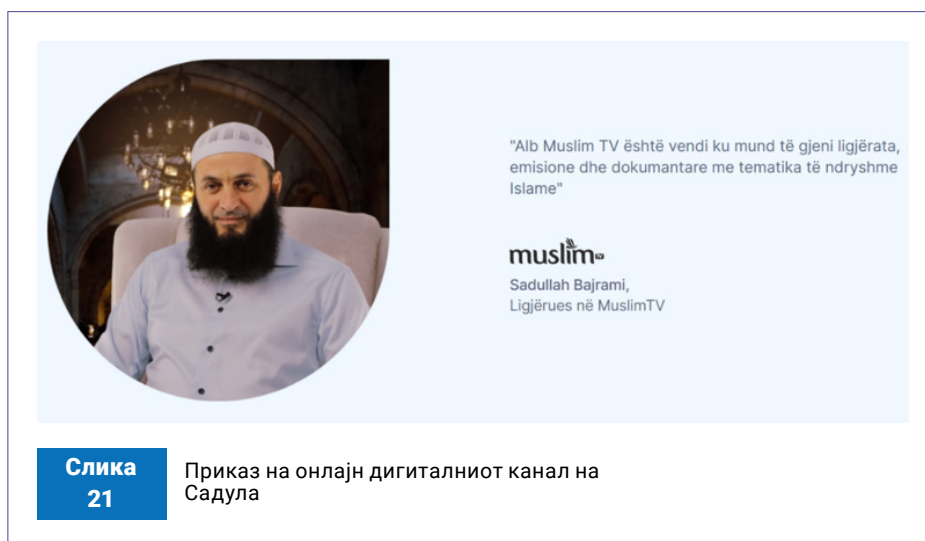 "Alb Muslim TV është vendi ku mund të gjeni ligjërata,
emisione dhe dokumantare me tematika të ndryshme
Islame"
muslim TV
Sadullah Bajrami,
Ligjërues në MuslimTV
Слика
21
Приказ на онлајн дигиталниот канал на
Садула